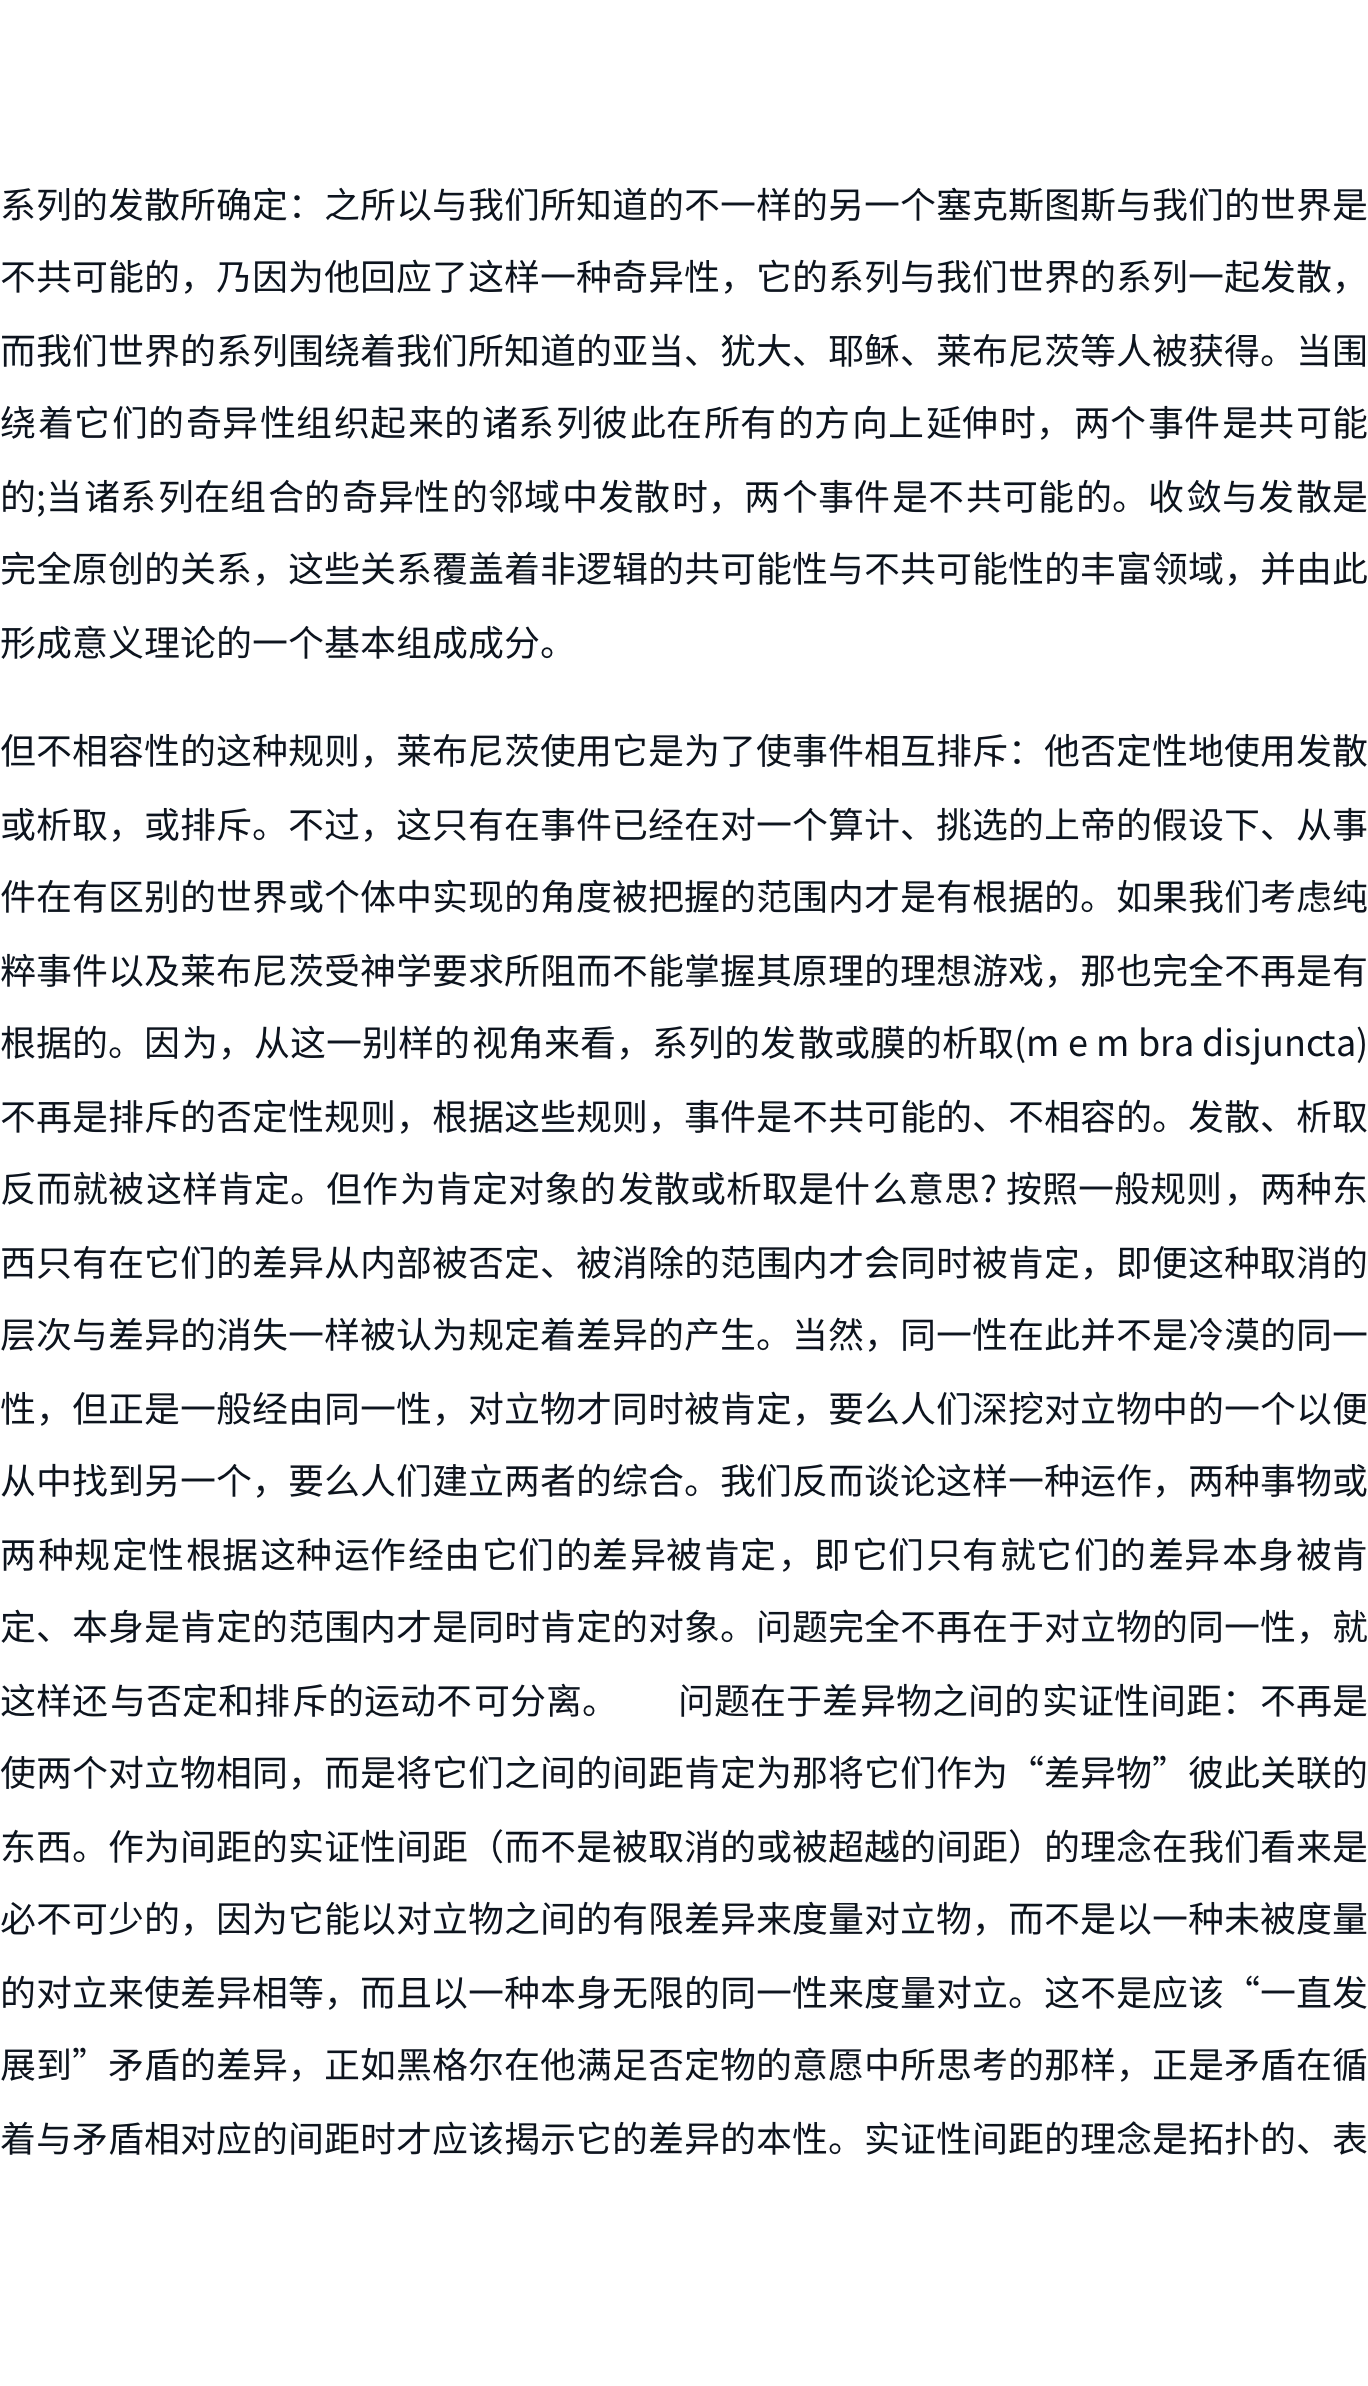 系列的发散所确定：之所以与我们所知道的不一样的另一个塞克斯图斯与我们的世界是
不共可能的，乃因为他回应了这样一种奇异性，它的系列与我们世界的系列一起发散，
而我们世界的系列围绕着我们所知道的亚当、犹大、耶稣、莱布尼茨等人被获得。当围
绕着它们的奇异性组织起来的诸系列彼此在所有的方向上延伸时，两个事件是共可能
的;当诸系列在组合的奇异性的邻域中发散时，两个事件是不共可能的。收敛与发散是
完全原创的关系，这些关系覆盖着非逻辑的共可能性与不共可能性的丰富领域，并由此
形成意义理论的一个基本组成成分。
但不相容性的这种规则，莱布尼茨使用它是为了使事件相互排斥：他否定性地使用发散
或析取，或排斥。不过，这只有在事件已经在对一个算计、挑选的上帝的假设下、从事
件在有区别的世界或个体中实现的角度被把握的范围内才是有根据的。如果我们考虑纯
粹事件以及莱布尼茨受神学要求所阻而不能掌握其原理的理想游戏，那也完全不再是有
根据的。因为，从这一别样的视角来看，系列的发散或膜的析取(m e m bra disjuncta)
不再是排斥的否定性规则，根据这些规则，事件是不共可能的、不相容的。发散、析取
反而就被这样肯定。但作为肯定对象的发散或析取是什么意思? 按照一般规则，两种东
西只有在它们的差异从内部被否定、被消除的范围内才会同时被肯定，即便这种取消的
层次与差异的消失一样被认为规定着差异的产生。当然，同一性在此并不是冷漠的同一
性，但正是一般经由同一性，对立物才同时被肯定，要么人们深挖对立物中的一个以便
从中找到另一个，要么人们建立两者的综合。我们反而谈论这样一种运作，两种事物或
两种规定性根据这种运作经由它们的差异被肯定，即它们只有就它们的差异本身被肯
定、本身是肯定的范围内才是同时肯定的对象。问题完全不再在于对立物的同一性，就
这样还与否定和排斥的运动不可分离。　　问题在于差异物之间的实证性间距：不再是
使两个对立物相同，而是将它们之间的间距肯定为那将它们作为“差异物”彼此关联的
东西。作为间距的实证性间距（而不是被取消的或被超越的间距）的理念在我们看来是
必不可少的，因为它能以对立物之间的有限差异来度量对立物，而不是以一种未被度量
的对立来使差异相等，而且以一种本身无限的同一性来度量对立。这不是应该“一直发
展到”矛盾的差异，正如黑格尔在他满足否定物的意愿中所思考的那样，正是矛盾在循
着与矛盾相对应的间距时才应该揭示它的差异的本性。实证性间距的理念是拓扑的、表